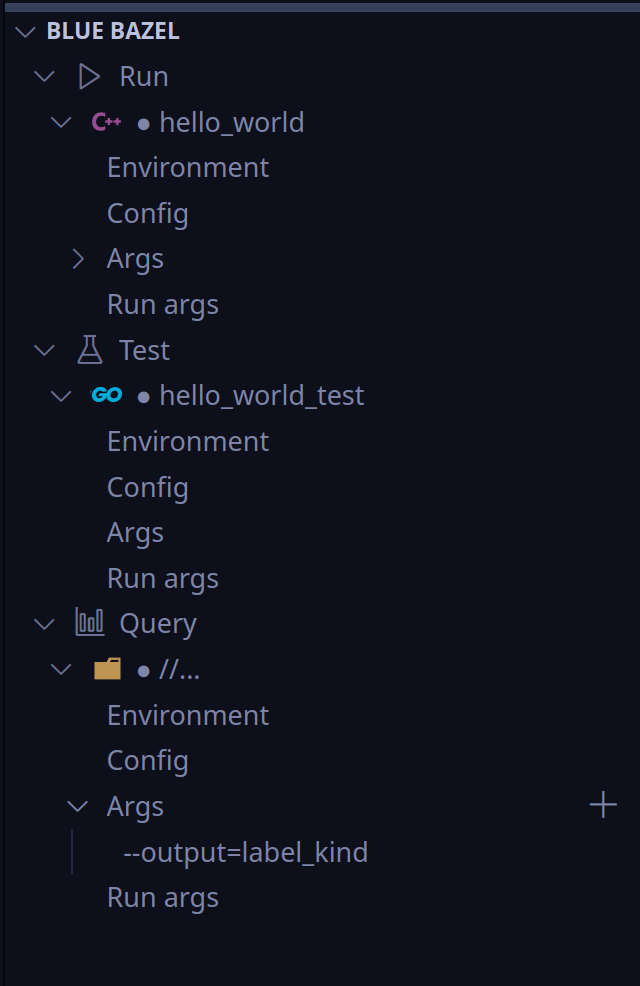 BLUE BAZEL
Run
C++ ● hello_world
Environment
Config
Args
Run args
Test
GO ● hello_world_test
Environment
Config
Args
Run args
Query
● //...
Environment
Config
Args
--output=label_kind
Run args